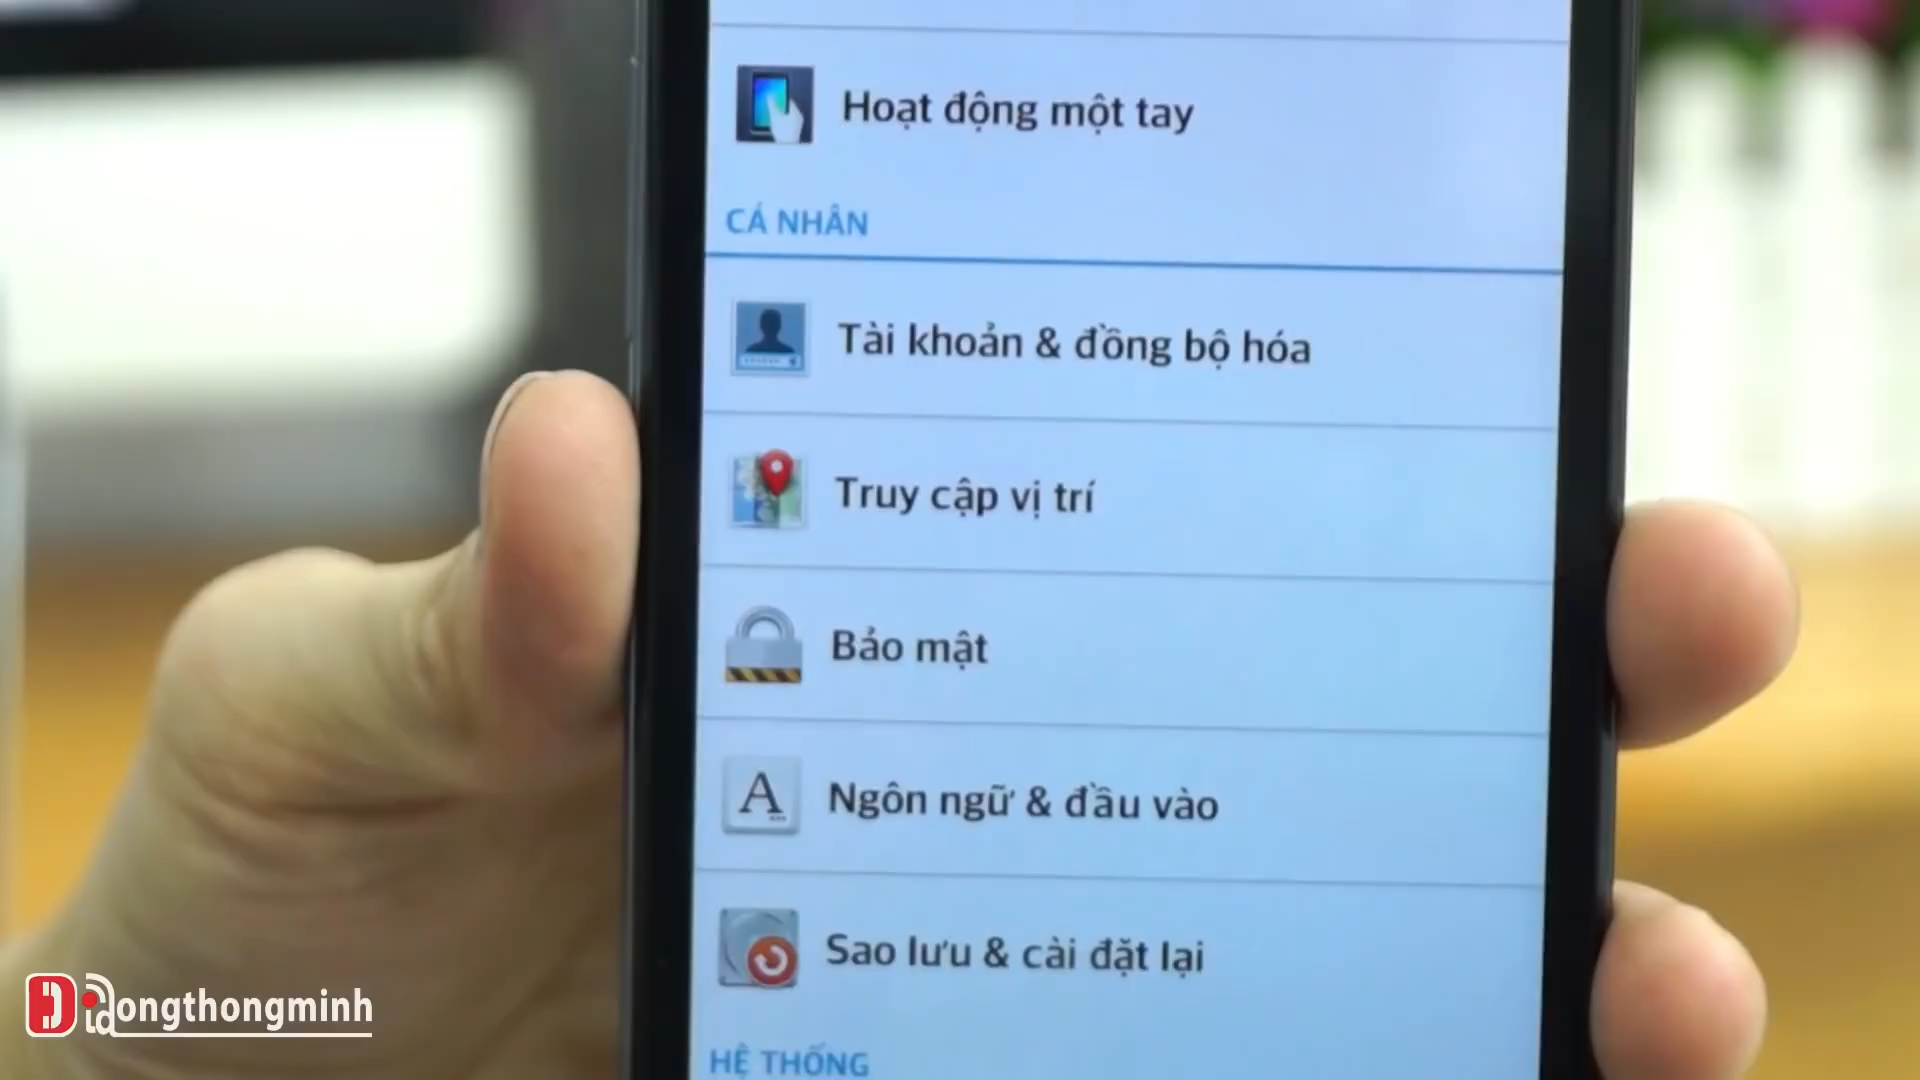 Hoạt động một tay
CÁ NHÂN
Tài khoản & đồng bộ hóa
Truy cập vị trí
Bảo mật
A
Ngôn ngữ & đầu vào
Sao lưu & cài đặt lại
HỆ THỐNG
Didongthongminh